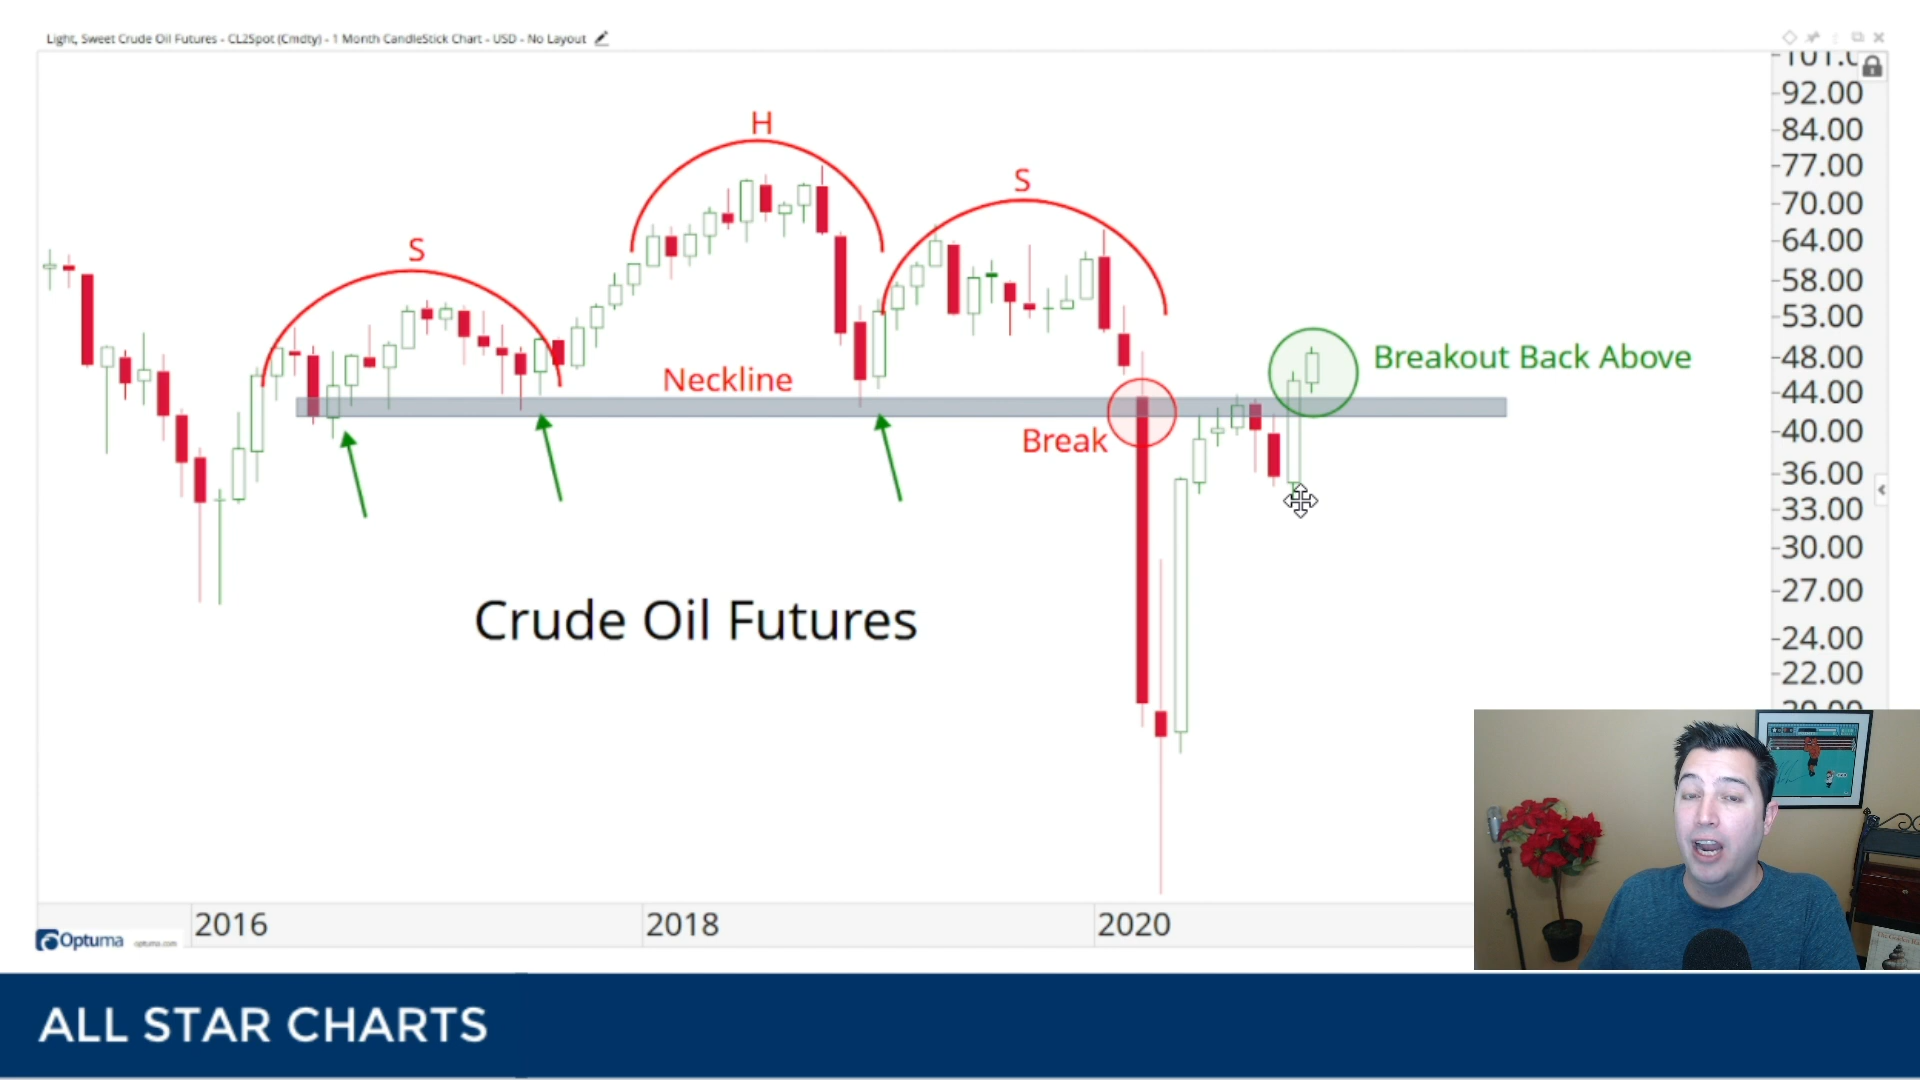 Light, Sweet Crude Oil Futures - CL2Spot (Cmdty) - 1 Month CandleStick Chart - USD - No Layout
92.00
84.00
77.00
70.00
64.00
58.00
53.00
48.00
44.00
40.00
36.00
33.00
30.00
27.00
24.00
22.00
H
S
S
Breakout Back Above
Neckline
Break
Crude Oil Futures
2016
2018
2020
Optuma
optuma.com
ALL STAR CHARTS